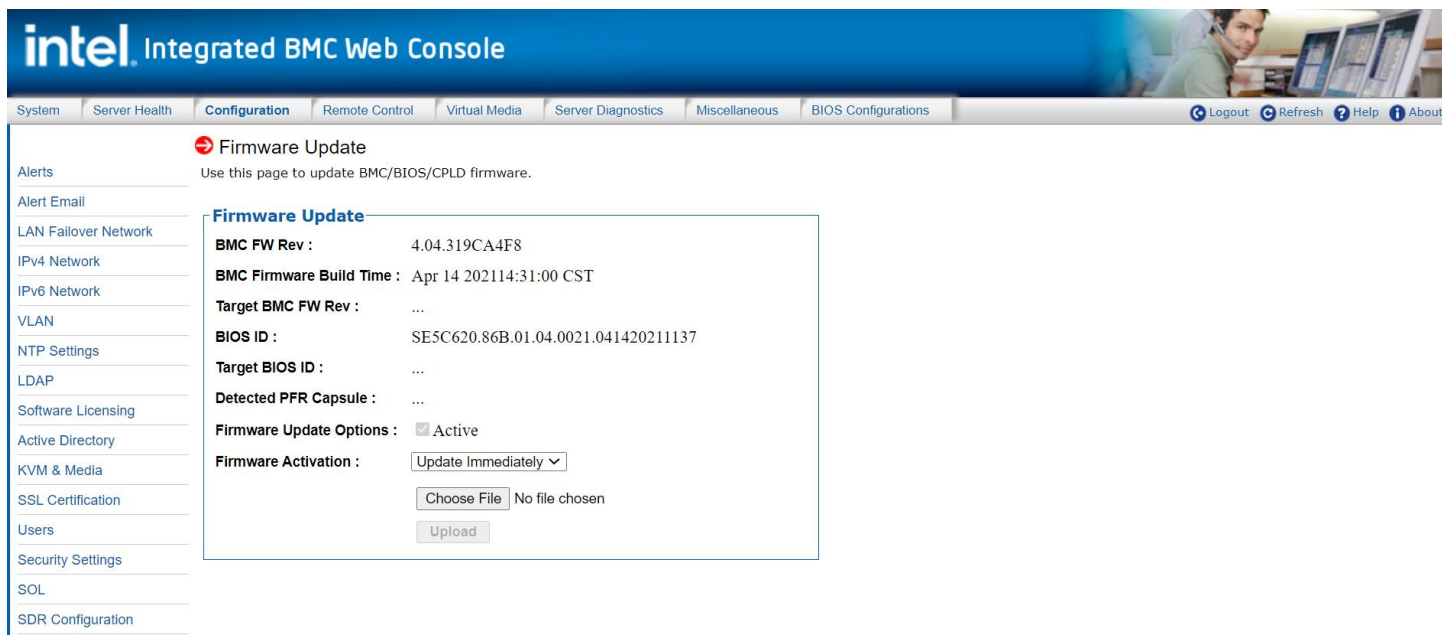 intel. Integrated BMC Web Console
System Server Health Configuration Remote Control Virtual Media Server Diagnostics Miscellaneous BIOS Configurations Logout Refresh Help About
Firmware Update
Use this page to update BMC/BIOS/CPLD firmware.
Alerts
Alert Email
LAN Failover Network
IPv4 Network
IPv6 Network
VLAN
NTP Settings
LDAP
Software Licensing
Active Directory
KVM & Media
SSL Certification
Users
Security Settings
SOL
SDR Configuration
Firmware Update
BMC FW Rev : 4.04.319CA4F8
BMC Firmware Build Time : Apr 14 202114:31:00 CST
Target BMC FW Rev : ...
BIOS ID : SE5C620.86B.01.04.0021.041420211137
Target BIOS ID : ...
Detected PFR Capsule : ...
Firmware Update Options : Active
Firmware Activation : Update Immediately
Choose File No file chosen
Upload